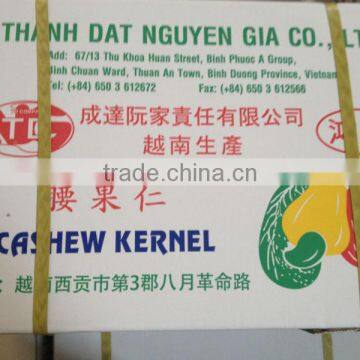 THANH DAT NGUYEN GIA CO., LT
Add: 67/13 Thu Khoa Huan Street, Binh Phuoc A Group,
Binh Chuan Ward, Thuan An Town, Binh Duong Province, Vietnam
Tel: (+84) 650 3 612672 Fax: (+84) 650 3 612566
成達阮家責任有限公司
越南生產
trade.com
腰果仁
CASHEW KERNEL
越南西贡市第3郡八月革命路